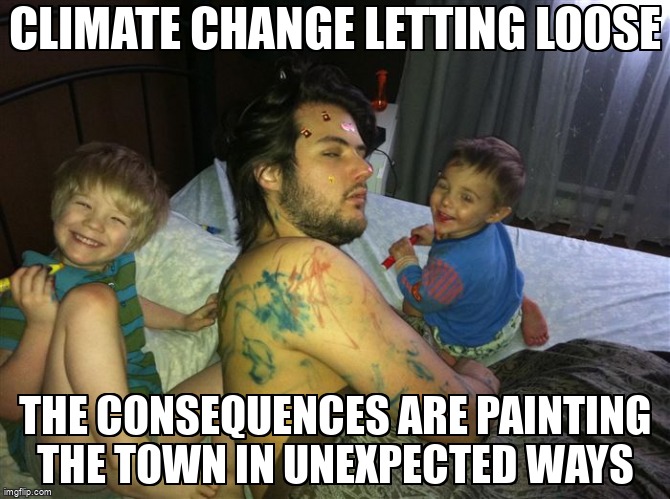 CLIMATE CHANGE LETTING LOOSE
THE CONSEQUENCES ARE PAINTING
THE TOWN IN UNEXPECTED WAYS
imgflip.com